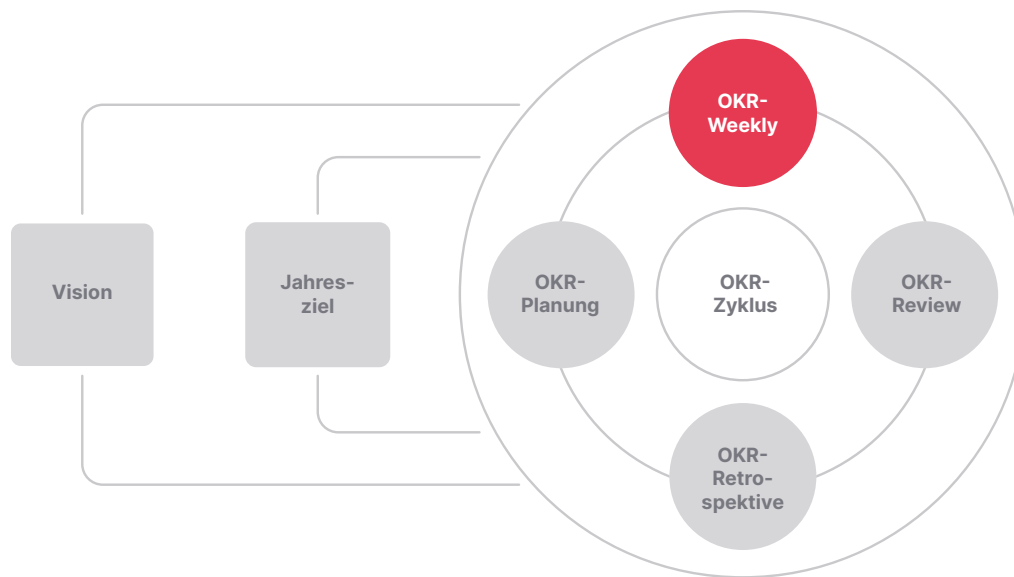 OKR-
Weekly
Vision
Jahres-
ziel
OKR-
Planung
OKR-
Zyklus
OKR-
Review
OKR-
Retro-
spektive